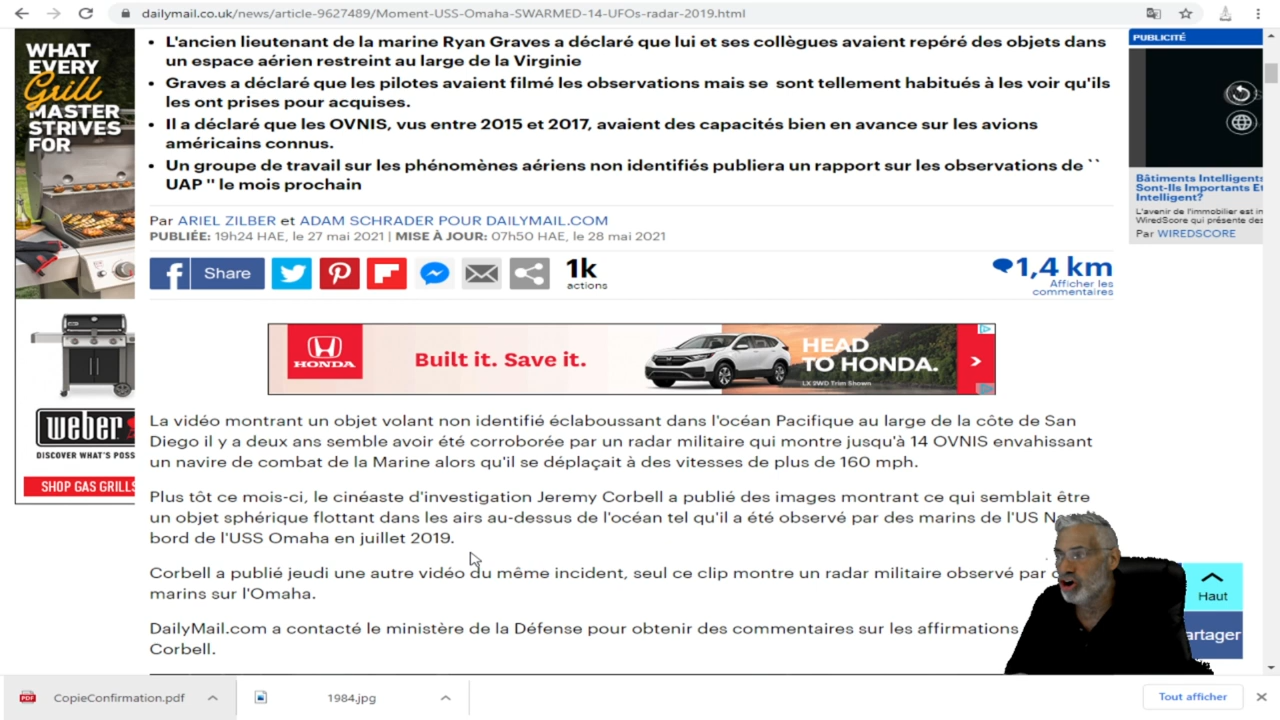 dailymail.co.uk/news/article-9627489/Moment-USS-Omaha-SWARMED-14-UFOs-radar-2019.html
WHAT
EVERY
Grill
MASTER
STRIVES
FOR
weber
DISCOVER WHAT'S POSS
SHOP GAS GRILLS
• L'ancien lieutenant de la marine Ryan Graves a déclaré que lui et ses collègues avaient repéré des objets dans
un espace aérien restreint au large de la Virginie
• Graves a déclaré que les pilotes avaient filmé les observations mais se sont tellement habitués à les voir qu'ils
les ont prises pour acquises.
• Il a déclaré que les OVNIS, vus entre 2015 et 2017, avaient des capacités bien en avance sur les avions
américains connus.
• Un groupe de travail sur les phénomènes aériens non identifiés publiera un rapport sur les observations de ``
UAP '' le mois prochain
Par ARIEL ZILBER et ADAM SCHRADER POUR DAILYMAIL.COM
PUBLIÉE: 19h24 HAE, le 27 mai 2021 | MISE À JOUR: 07h50 HAE, le 28 mai 2021
Share
1k
actions
1,4 km
Afficher les
commentaires
HONDA
Built it. Save it.
HEAD
TO HONDA.
LX 2WD Trim Shown
La vidéo montrant un objet volant non identifié éclaboussant dans l'océan Pacifique au large de la côte de San
Diego il y a deux ans semble avoir été corroborée par un radar militaire qui montre jusqu'à 14 OVNIS envahissant
un navire de combat de la Marine alors qu'il se déplaçait à des vitesses de plus de 160 mph.
Plus tôt ce mois-ci, le cinéaste d'investigation Jeremy Corbell a publié des images montrant ce qui semblait être
un objet sphérique flottant dans les airs au-dessus de l'océan tel qu'il a été observé par des marins de l'US
bord de l'USS Omaha en juillet 2019.
Corbell a publié jeudi une autre vidéo du même incident, seul ce clip montre un radar militaire observé par
marins sur l'Omaha.
DailyMail.com a contacté le ministère de la Défense pour obtenir des commentaires sur les affirmations
Corbell.
PUBLICITÉ
Bâtiments Intelligents
Sont-Ils Importants Et
Intelligent?
L'avenir de l'immobilier est in
WiredScore qui présente des
Par WIREDSCORE
Haut
artager
CopieConfirmation.pdf
1984.jpg
Tout afficher